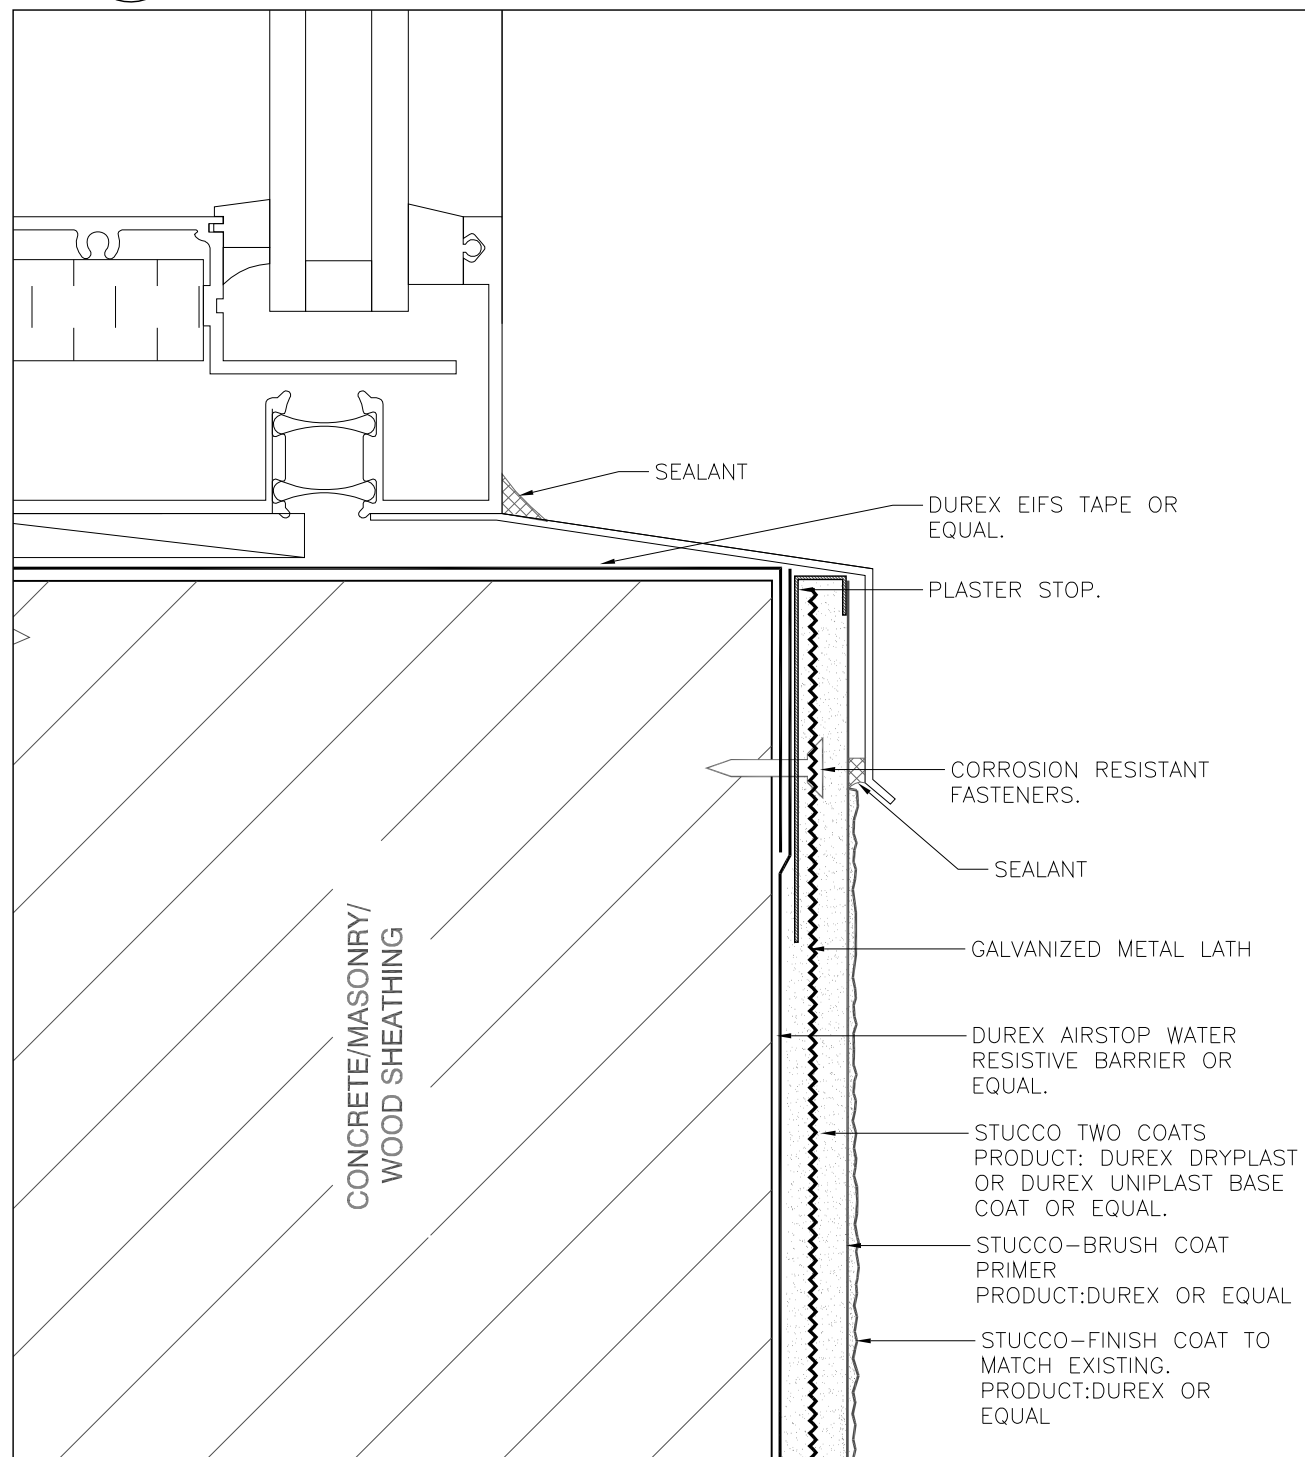 SEALANT
DUREX EIFS TAPE OR
EQUAL.
PLASTER STOP.
CORROSION RESISTANT
FASTENERS.
SEALANT
GALVANIZED METAL LATH
DUREX AIRSTOP WATER
RESISTIVE BARRIER OR
EQUAL.
STUCCO TWO COATS
PRODUCT: DUREX DRYPLAST
OR DUREX UNIPLAST BASE
COAT OR EQUAL.
STUCCO-BRUSH COAT
PRIMER
PRODUCT:DUREX OR EQUAL
STUCCO-FINISH COAT TO
MATCH EXISTING.
PRODUCT:DUREX OR
EQUAL
CONCRETE/MASONRY/
WOOD SHEATHING